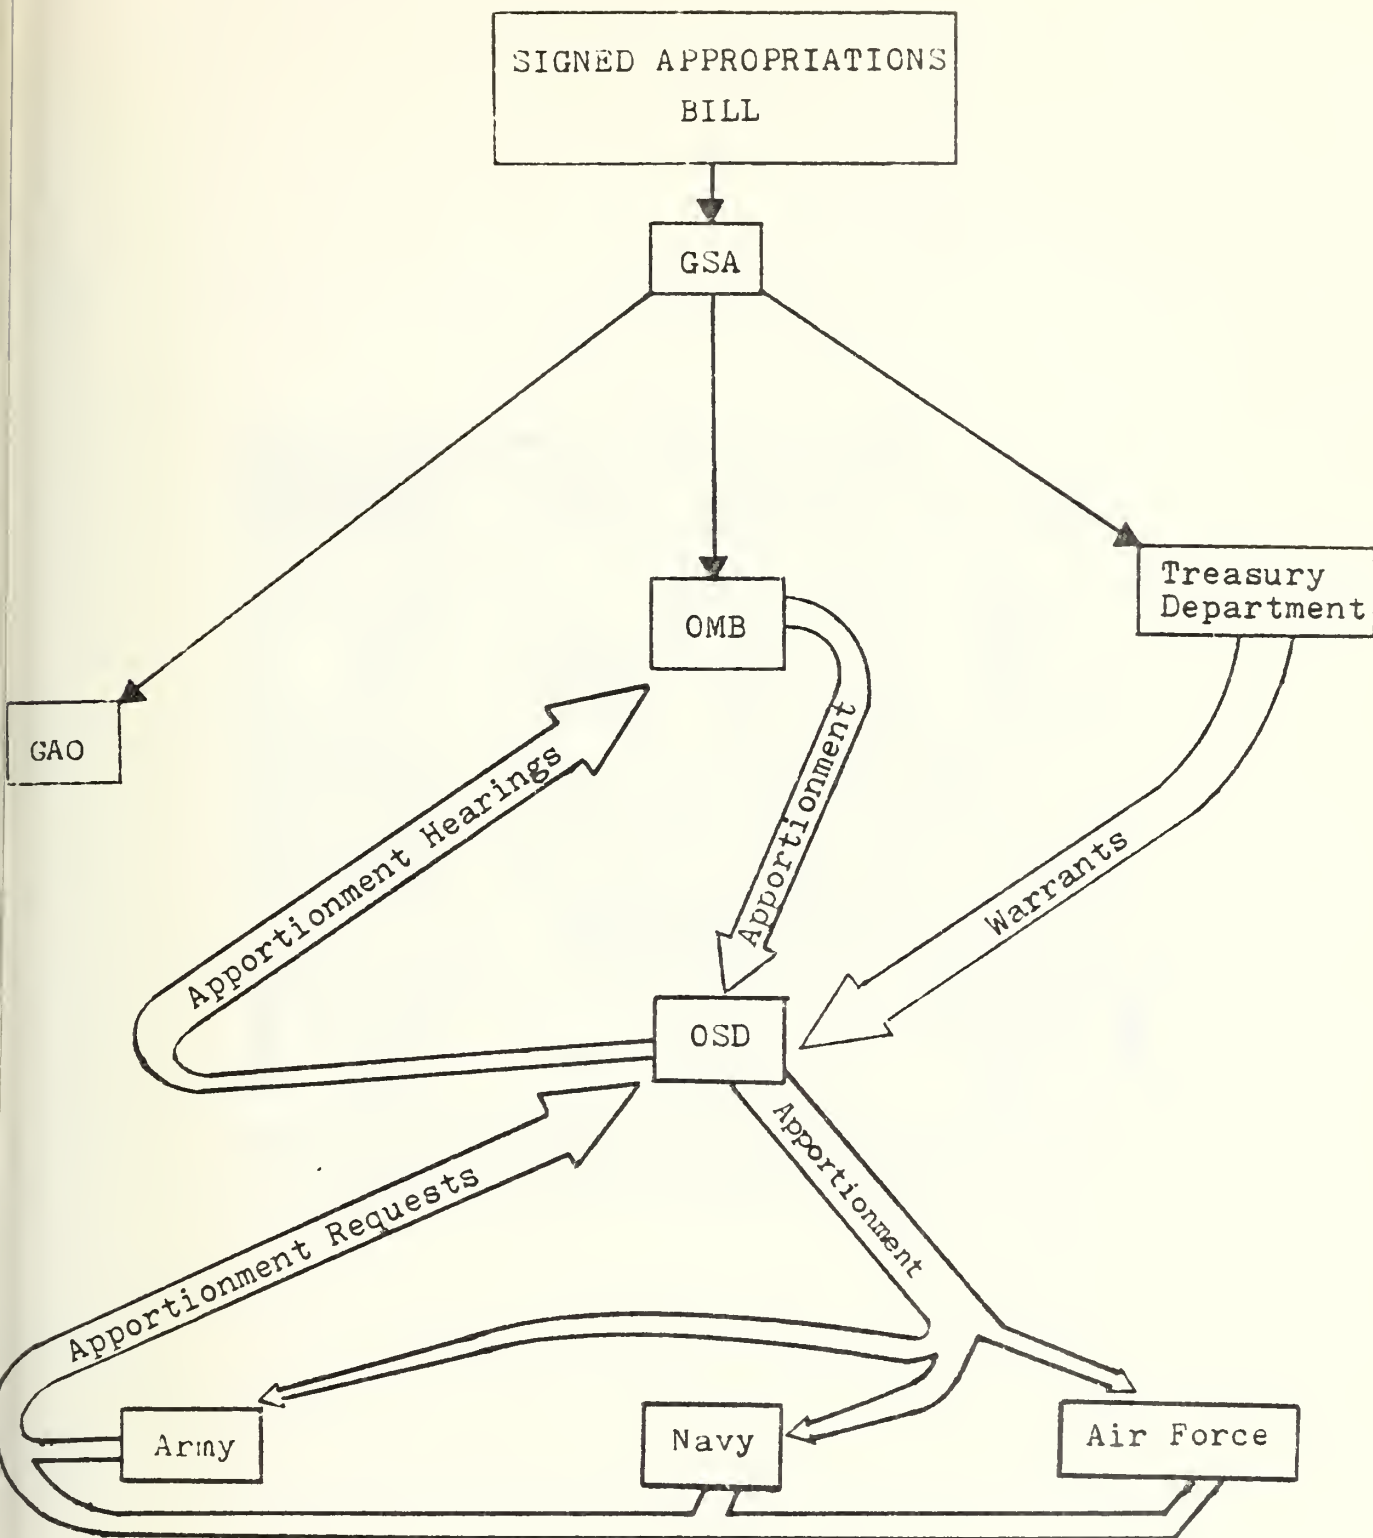 SIGNED APPROPRIATIONS
BILL
GSA
Treasury
Department
OMB
GAO
Apportionment
Apportionment Hearings
Warrants
OSD
Apportionment
Apportionment Requests
Army
Navy
Air Force